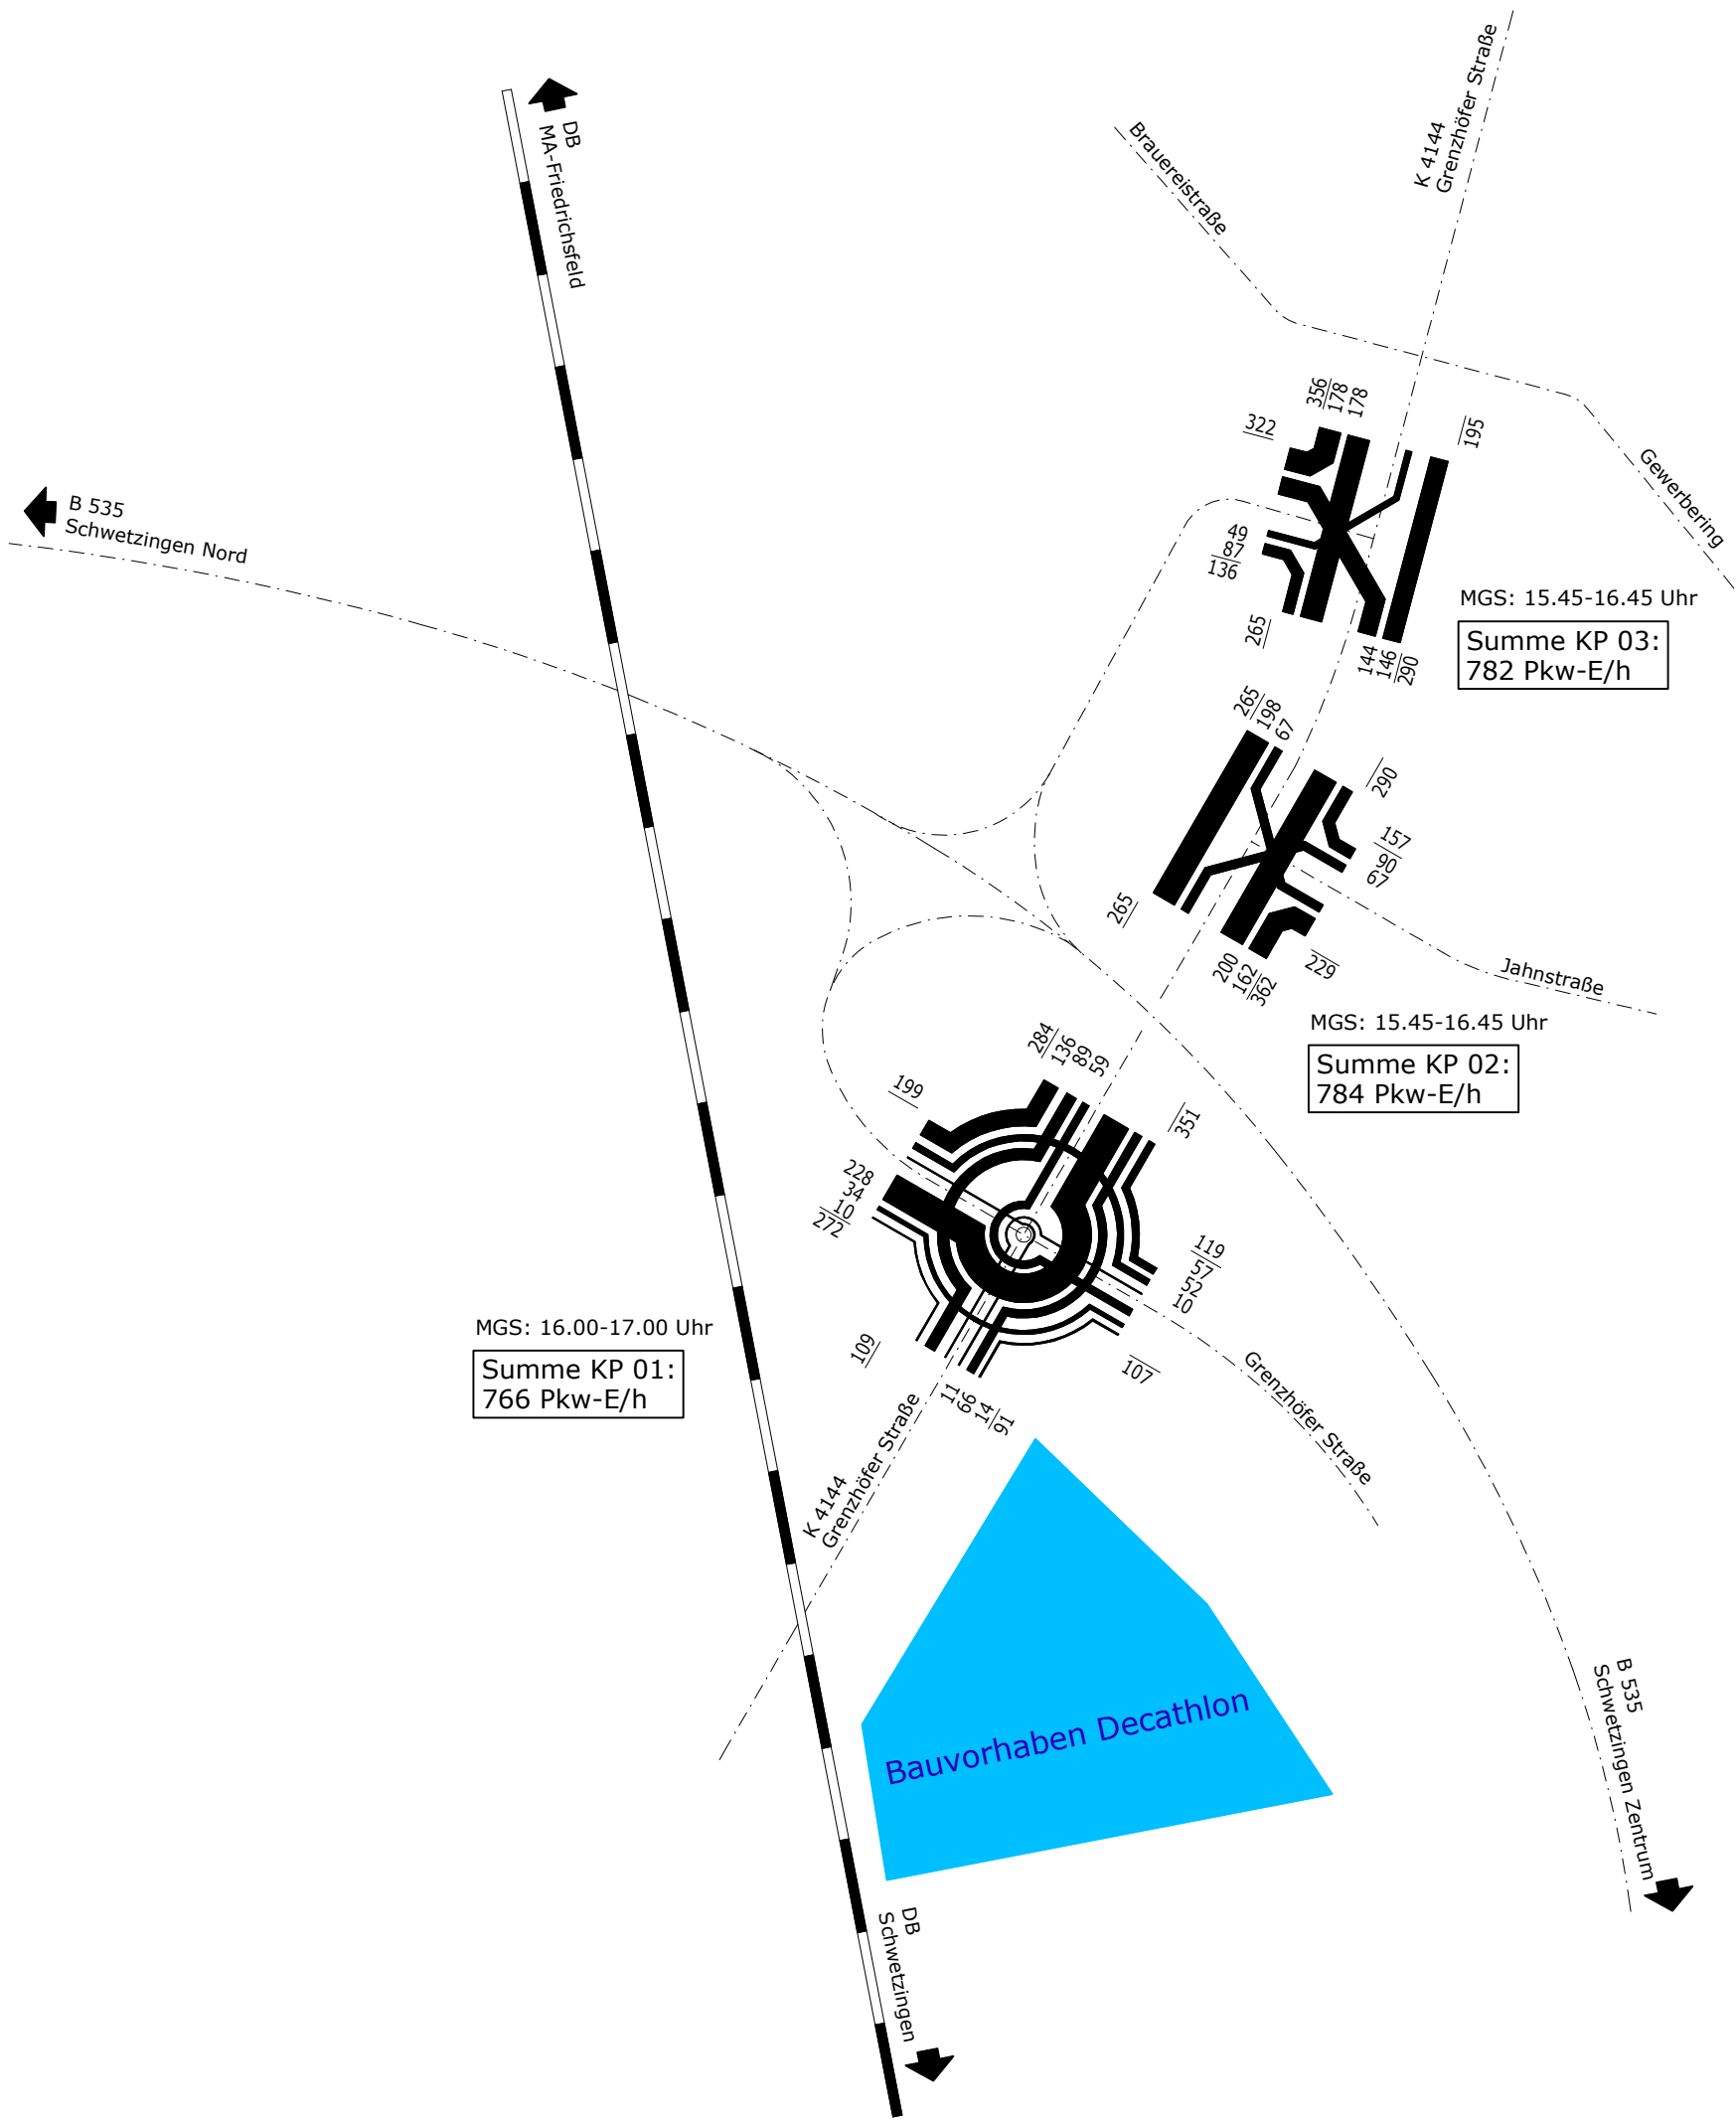 K 4144
Grenzhöfer Straße
DB
MA-Friedrichsfeld
Brauereistraße
356
178
178
322
195
Gewerbering
B 535
Schwetzingen Nord
49
87
136
265
144
146
290
MGS: 15.45-16.45 Uhr
Summe KP 03:
782 Pkw-E/h
265
198
67
290
157
90
67
265
200
162
362
229
Jahnstraße
MGS: 15.45-16.45 Uhr
Summe KP 02:
784 Pkw-E/h
284
136
89
59
199
351
228
34
10
272
119
57
52
10
109
11
66
14
91
107
MGS: 16.00-17.00 Uhr
Summe KP 01:
766 Pkw-E/h
Grenzhöfer Straße
K 4144
Grenzhöfer Straße
Bauvorhaben Decathlon
B 535
Schwetzingen Zentrum
DB
Schwetzingen